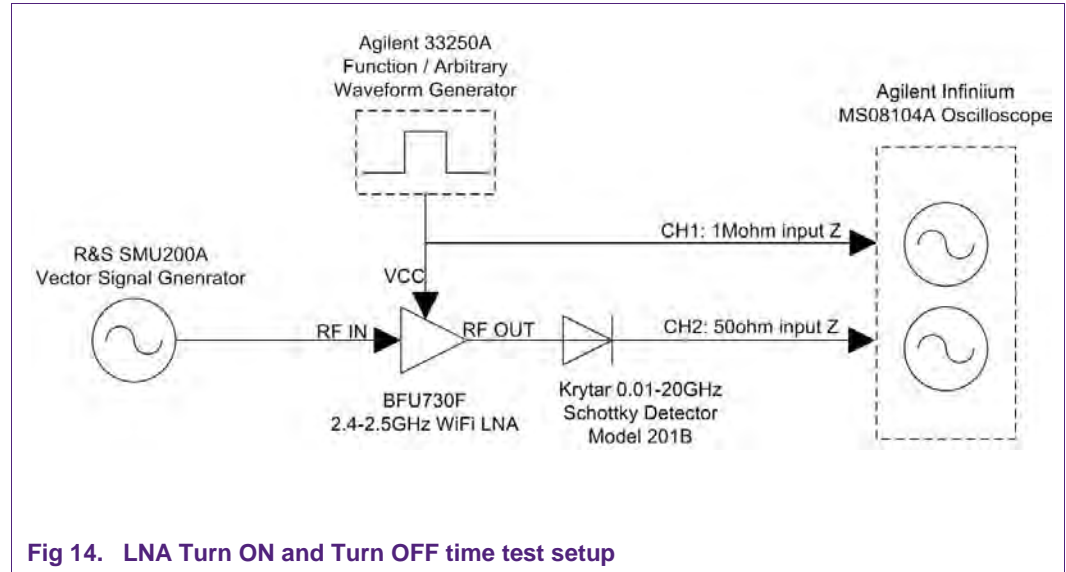 Agilent 33250A
Function / Arbitrary
Waveform Generator
Agilent Infiniium
MS08104A Oscilloscope
CH1: 1Mohm input Z
R&S SMU200A
Vector Signal Gnenrator
VCC
RF IN
RF OUT
CH2: 50ohm input Z
BFU730F
2.4-2.5GHz WiFi LNA
Krytar 0.01-20GHz
Schottky Detector
Model 201B
Fig 14. LNA Turn ON and Turn OFF time test setup